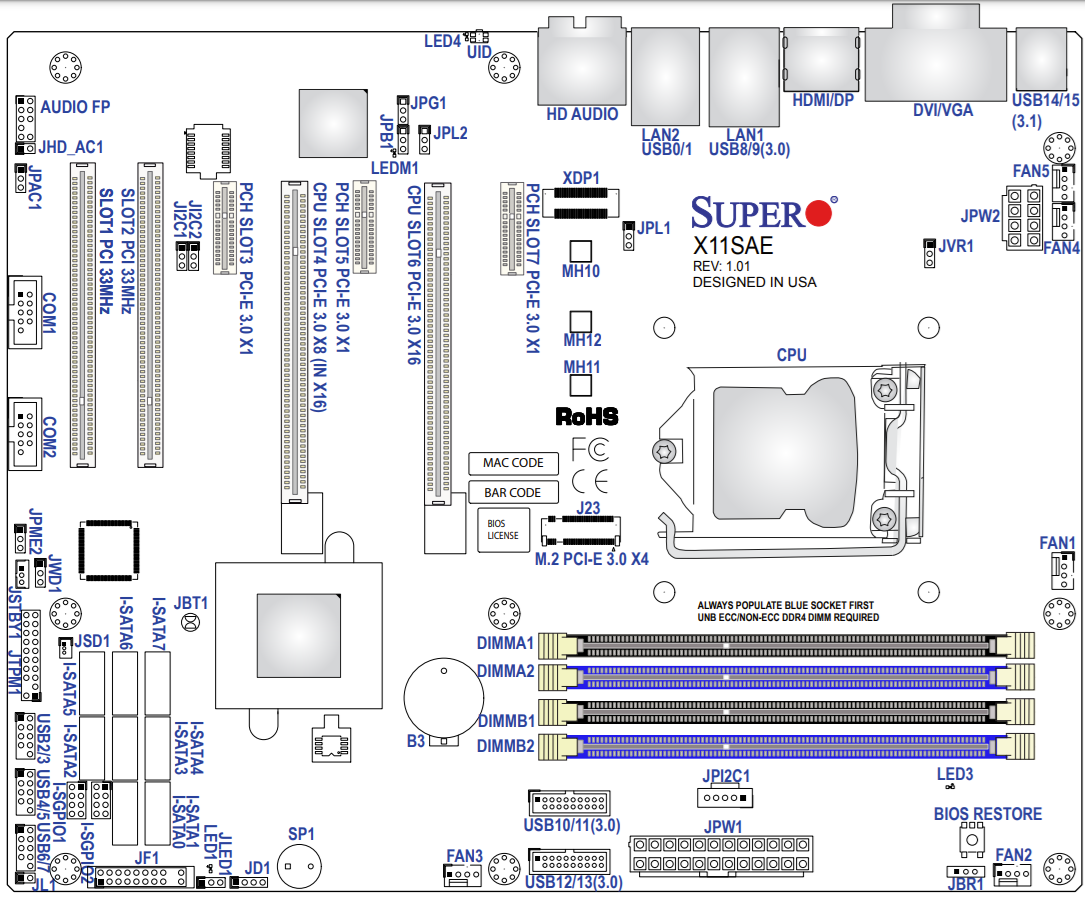 LED4
UID
HD AUDIO
LAN2
USB0/1
LAN1
USB8/9(3.0)
HDMI/DP
DVI/VGA
USB14/15
(3.1)
AUDIO FP
JHD_AC1
JPAC1
JPG1
JPB1
JPL2
LEDM1
SLOT1 PCI 33MHz
SLOT2 PCI 33MHz
JI2C1
JI2C2
PCH SLOT3 PCI-E 3.0 X1
CPU SLOT4 PCI-E 3.0 X8 (IN X16)
PCH SLOT5 PCI-E 3.0 X1
CPU SLOT6 PCI-E 3.0 X16
PCH SLOT7 PCI-E 3.0 X1
XDP1
JPL1
MH10
MH12
MH11
SUPER
X11SAE
REV: 1.01
DESIGNED IN USA
FAN5
JPW2
FAN4
JVR1
COM1
COM2
CPU
RoHS
FC
CE
MAC CODE
BAR CODE
BIOS
LICENSE
J23
M.2 PCI-E 3.0 X4
FAN1
JPME2
JWD1
JSTBY1
JTPM1
JBT1
JSD1
I-SATA6
I-SATA7
I-SATA5
I-SATA2
I-SATA4
I-SATA3
I-SATA1
I-SATA0
ALWAYS POPULATE BLUE SOCKET FIRST
UNB ECC/NON-ECC DDR4 DIMM REQUIRED
DIMMA1
DIMMA2
DIMMB1
DIMMB2
B3
USB2/3
USB4/5
USB6/7
I-SGPIO1
I-SGPIO2
JL1
JF1
LED1
JLED1
JD1
SP1
FAN3
USB10/11(3.0)
USB12/13(3.0)
JPI2C1
JPW1
LED3
BIOS RESTORE
JBR1
FAN2